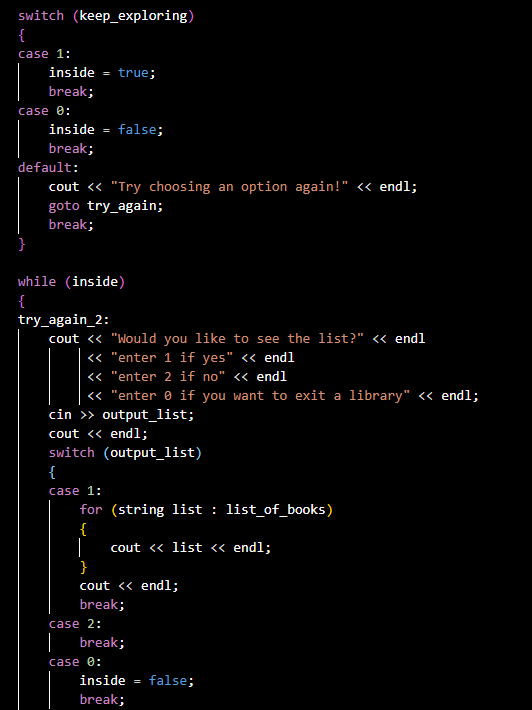 switch (keep_exploring)
{
case 1:
    inside = true;
    break;
case 0:
    inside = false;
    break;
default:
    cout << "Try choosing an option again!" << endl;
    goto try_again;
    break;
}

while (inside)
{
try_again_2:
    cout << "Would you like to see the list?" << endl
         << "enter 1 if yes" << endl
         << "enter 2 if no" << endl
         << "enter 0 if you want to exit a library" << endl;
    cin >> output_list;
    cout << endl;
    switch (output_list)
    {
    case 1:
        for (string list : list_of_books)
        {
            cout << list << endl;
        }
        cout << endl;
        break;
    case 2:
        break;
    case 0:
        inside = false;
        break;